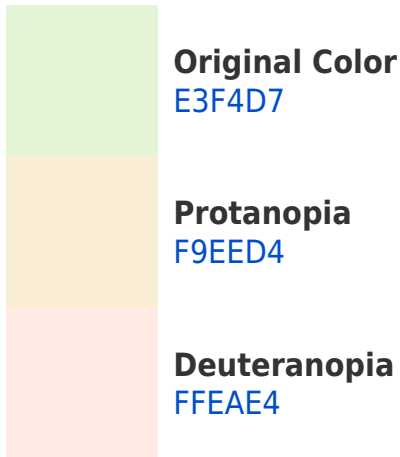 Original Color
E3F4D7
Protanopia
F9EED4
Deuteranopia
FFEAE4